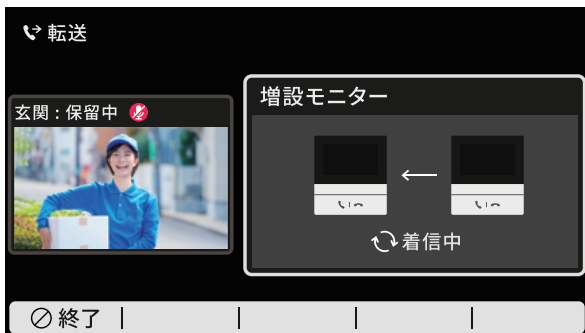 転送
玄関:保留中
増設モニター
着信中
終了